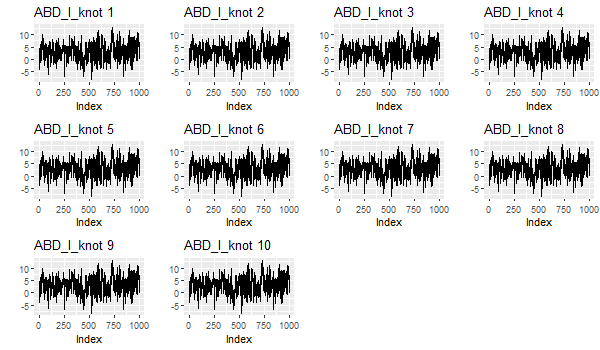 ABD_I_knot 1 ABD_I_knot 2 ABD_I_knot 3 ABD_I_knot 4
10 10 10 10
5 5 5 5
0 0 0 0
-5 -5 -5 -5
0 250 500 750 1000 0 250 500 750 1000 0 250 500 750 1000 0 250 500 750 1000
Index Index Index Index
ABD_I_knot 5 ABD_I_knot 6 ABD_I_knot 7 ABD_I_knot 8
10 10 10 10
5 5 5 5
0 0 0 0
-5 -5 -5 -5
0 250 500 750 1000 0 250 500 750 1000 0 250 500 750 1000 0 250 500 750 1000
Index Index Index Index
ABD_I_knot 9 ABD_I_knot 10
10 10
5 5
0 0
-5 -5
0 250 500 750 1000 0 250 500 750 1000
Index Index